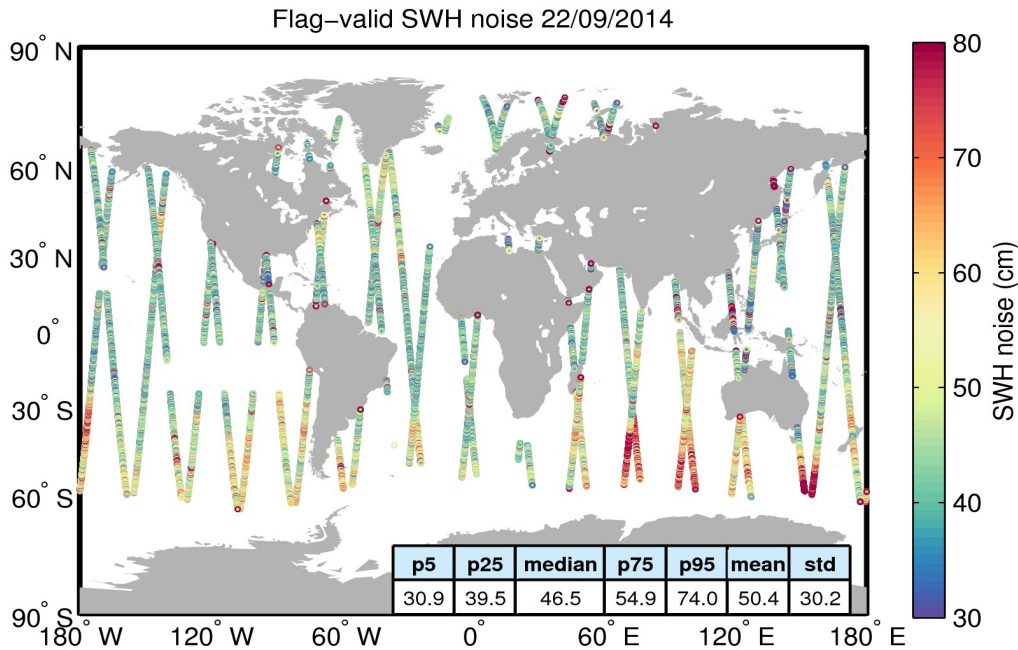 Flag−valid SWH noise 22/09/2014
90° N
60° N
30° N
0°
30° S
60° S
90° S
180° W
120° W
60° W
0°
60° E
120° E
180° E
p5 p25 median p75 p95 mean std
30.9 39.5 46.5 54.9 74.0 50.4 30.2
80
70
60
50
40
30
SWH noise (cm)